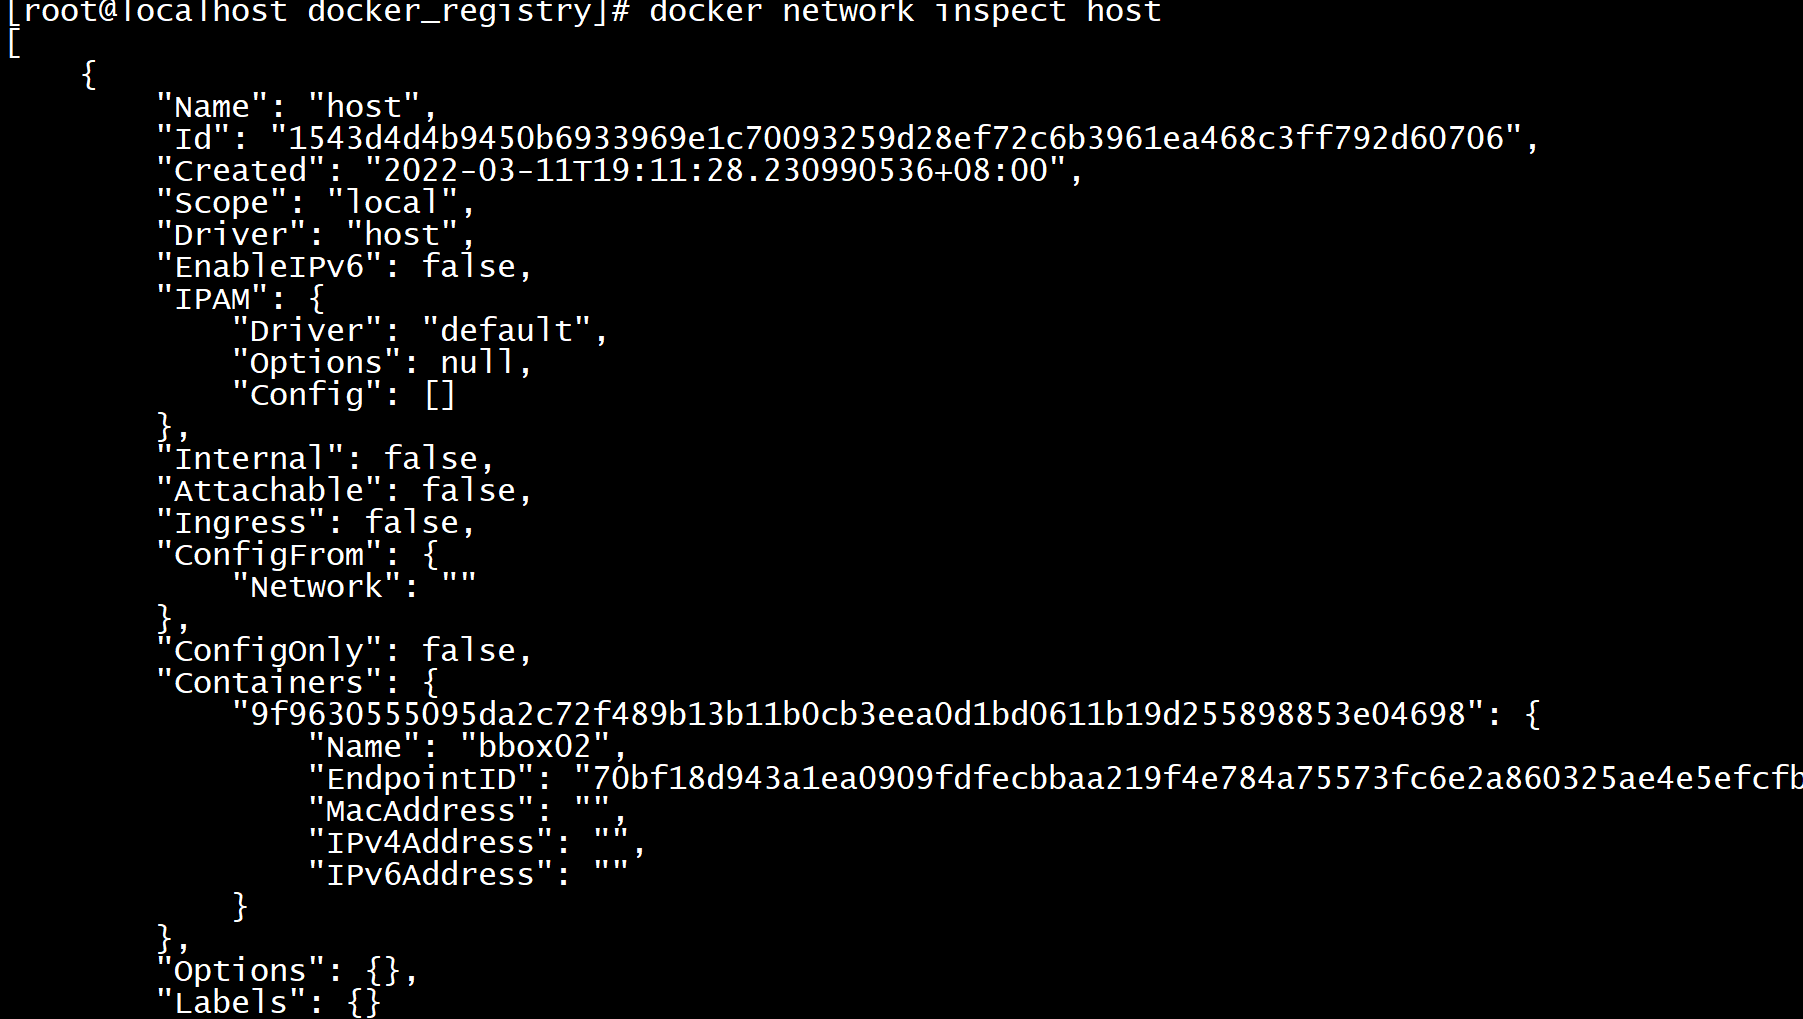 [root@localhost docker_registry]# docker network inspect host
[
    {
        "Name": "host",
        "Id": "1543d4d4b9450b6933969e1c70093259d28ef72c6b3961ea468c3ff792d60706",
        "Created": "2022-03-11T19:11:28.230990536+08:00",
        "Scope": "local",
        "Driver": "host",
        "EnableIPv6": false,
        "IPAM": {
            "Driver": "default",
            "Options": null,
            "Config": []
        },
        "Internal": false,
        "Attachable": false,
        "Ingress": false,
        "ConfigFrom": {
            "Network": ""
        },
        "ConfigOnly": false,
        "Containers": {
            "9f9630555095da2c72f489b13b11b0cb3eea0d1bd0611b19d255898853e04698": {
                "Name": "bbox02",
                "EndpointID": "70bf18d943a1ea0909fdfecbbaa219f4e784a75573fc6e2a860325ae4e5efcfb
                "MacAddress": "",
                "IPv4Address": "",
                "IPv6Address": ""
            }
        },
        "Options": {},
        "Labels": {}